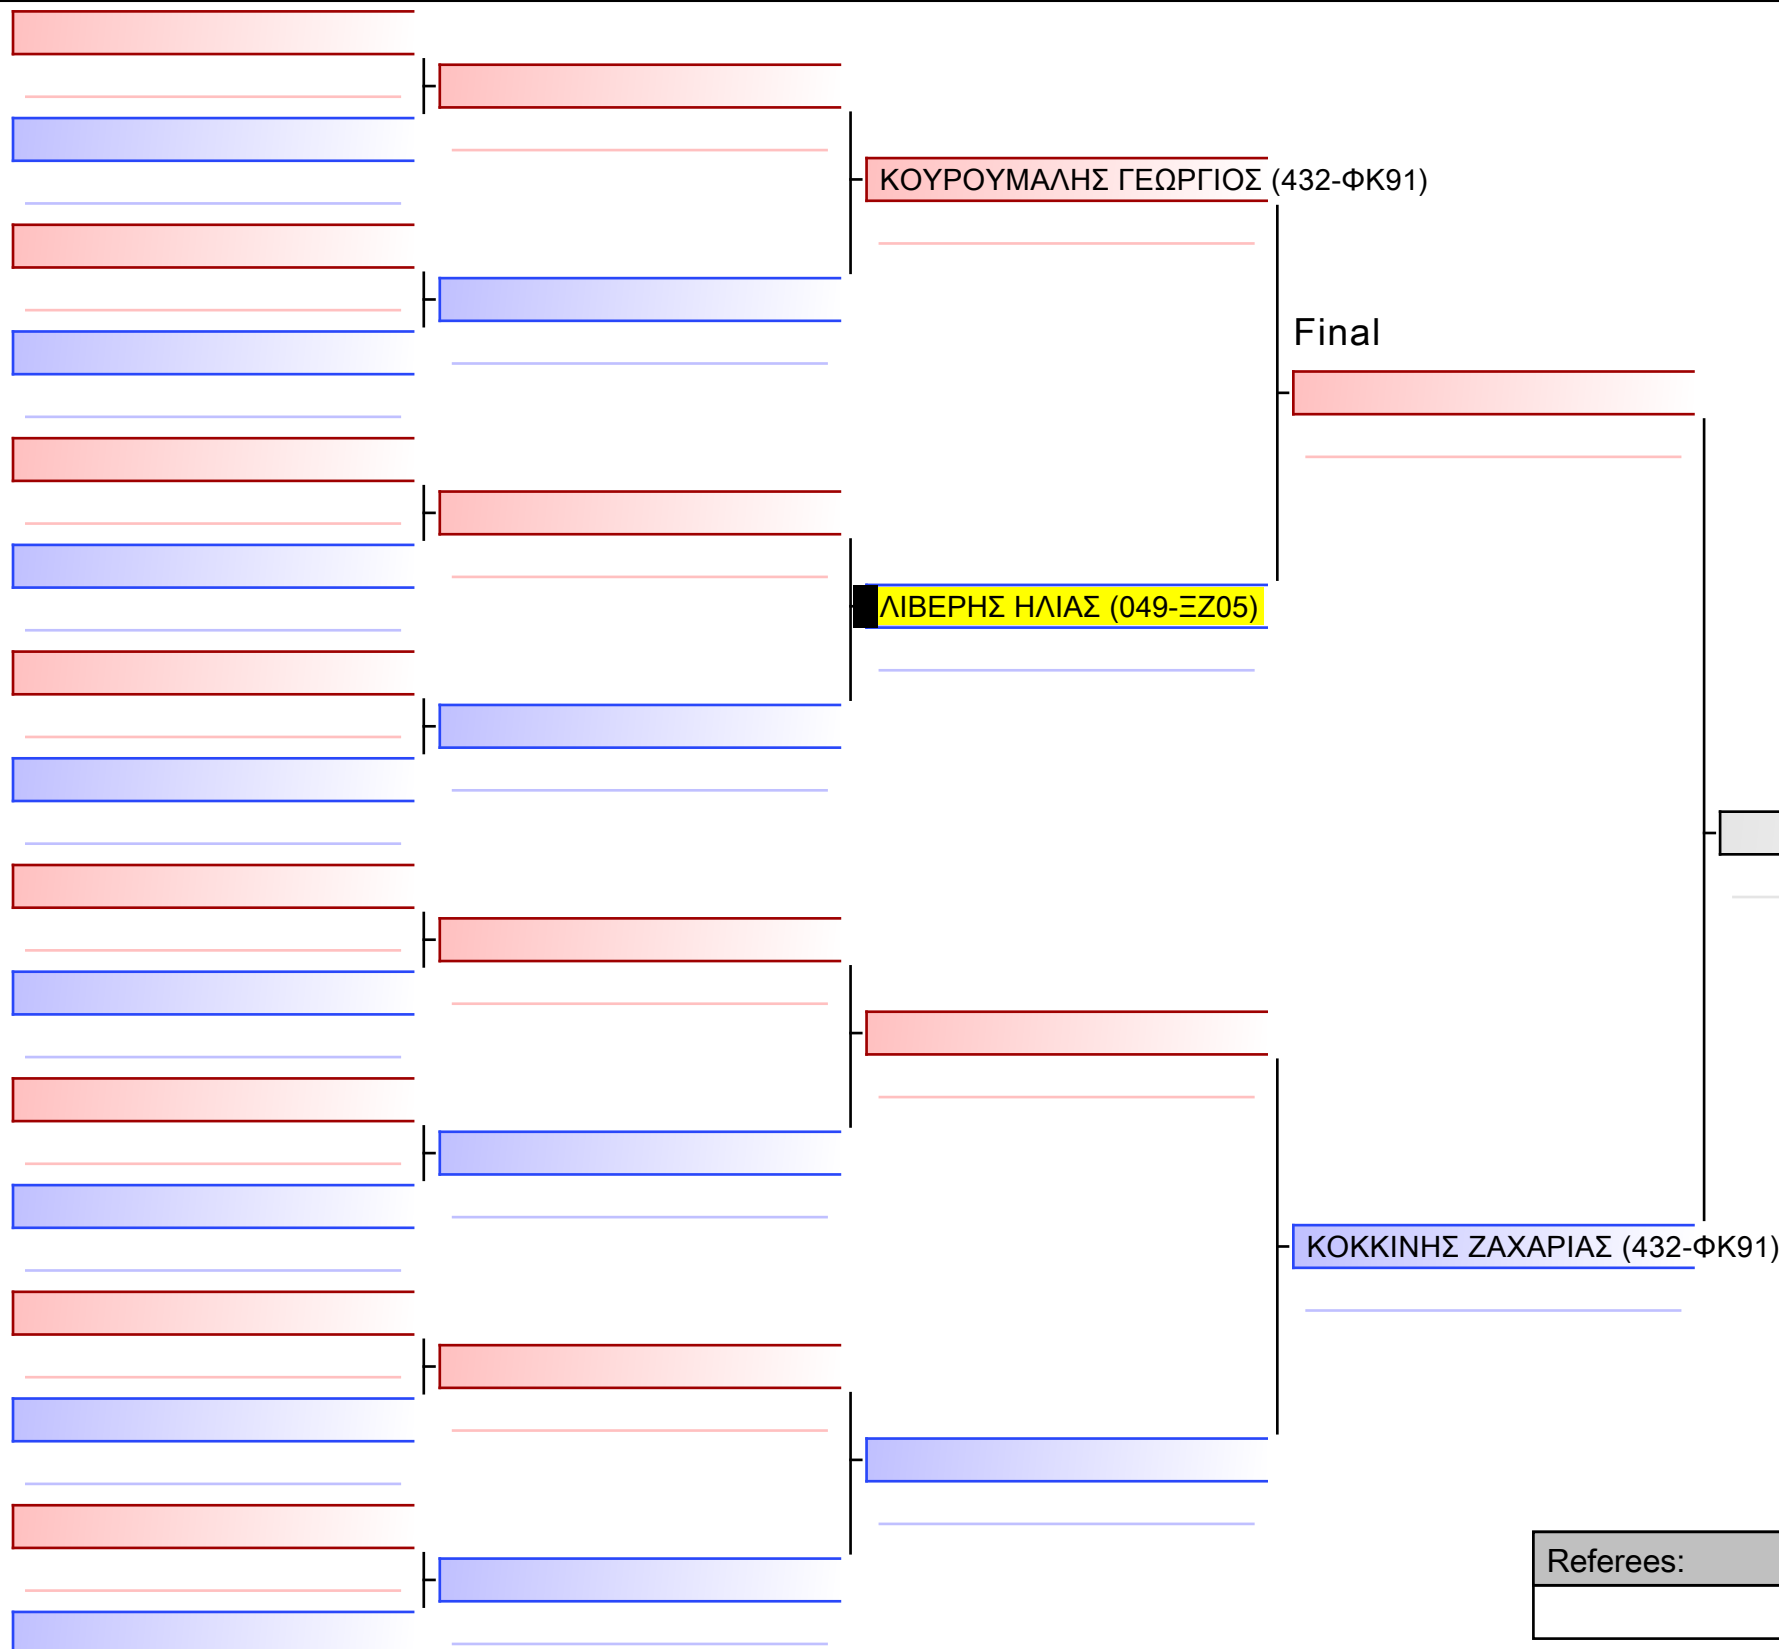 ΚΟΥΡΟΥΜΑΛΗΣ ΓΕΩΡΓΙΟΣ (432-ΦΚ91)
Final
ΛΙΒΕΡΗΣ ΗΛΙΑΣ (049-ΞΖ05)
ΚΟΚΚΙΝΗΣ ΖΑΧΑΡΙΑΣ (432-ΦΚ91)
Referees: